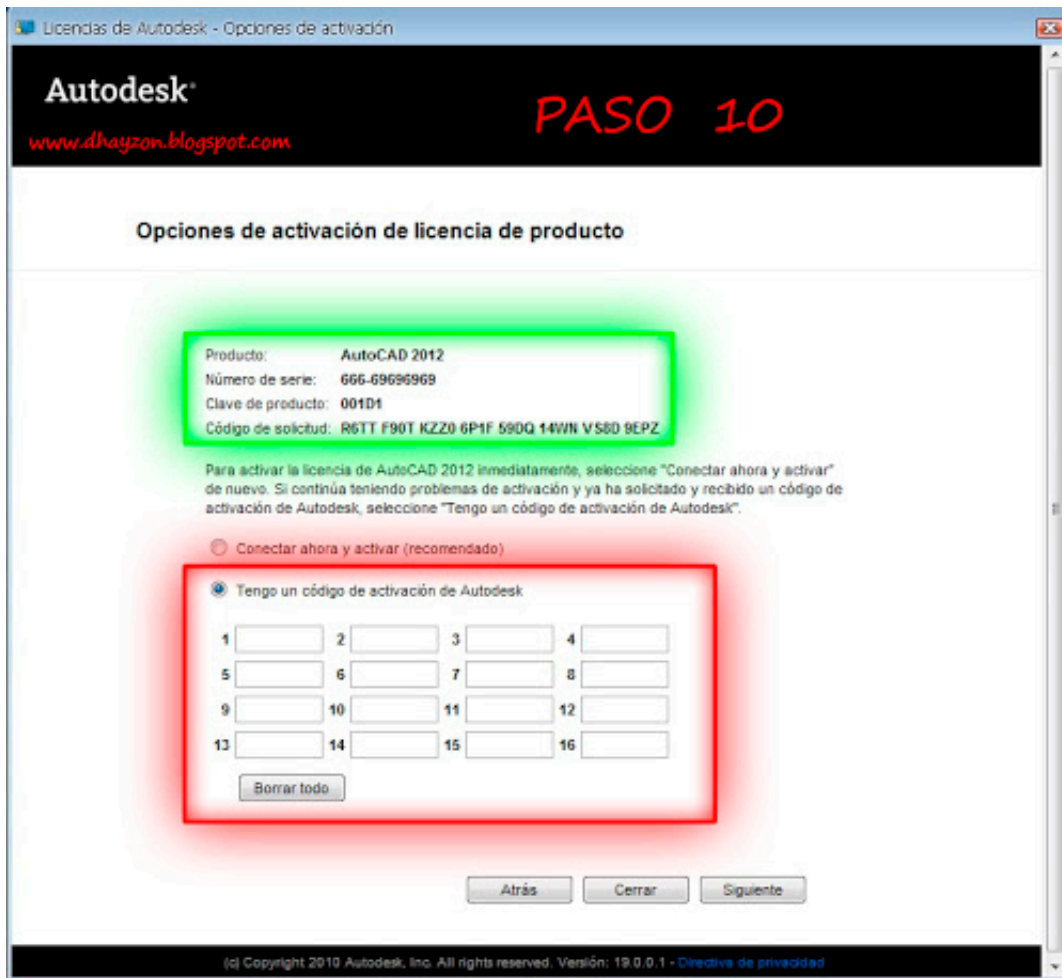 Licencias de Autodesk - Opciones de activación
Autodesk
PASO 10
www.dhayzon.blogspot.com
Opciones de activación de licencia de producto
Producto: AutoCAD 2012
Número de serie: 666-69696969
Clave de producto: 001D1
Código de solicitud: R6TT F90T KZZ0 6P1F 59DQ 14WN VS8D 9EPZ
Para activar la licencia de AutoCAD 2012 inmediatamente, seleccione "Conectar ahora y activar"
de nuevo. Si continúa teniendo problemas de activación y ya ha solicitado y recibido un código de
activación de Autodesk, seleccione "Tengo un código de activación de Autodesk".
Conectar ahora y activar (recomendado)
Tengo un código de activación de Autodesk
1 2 3 4
5 6 7 8
9 10 11 12
13 14 15 16
Borrar todo
Atrás Cerrar Siguiente
(c) Copyright 2010 Autodesk, Inc. All rights reserved. Versión: 19.0.0.1 - Directiva de privacidad